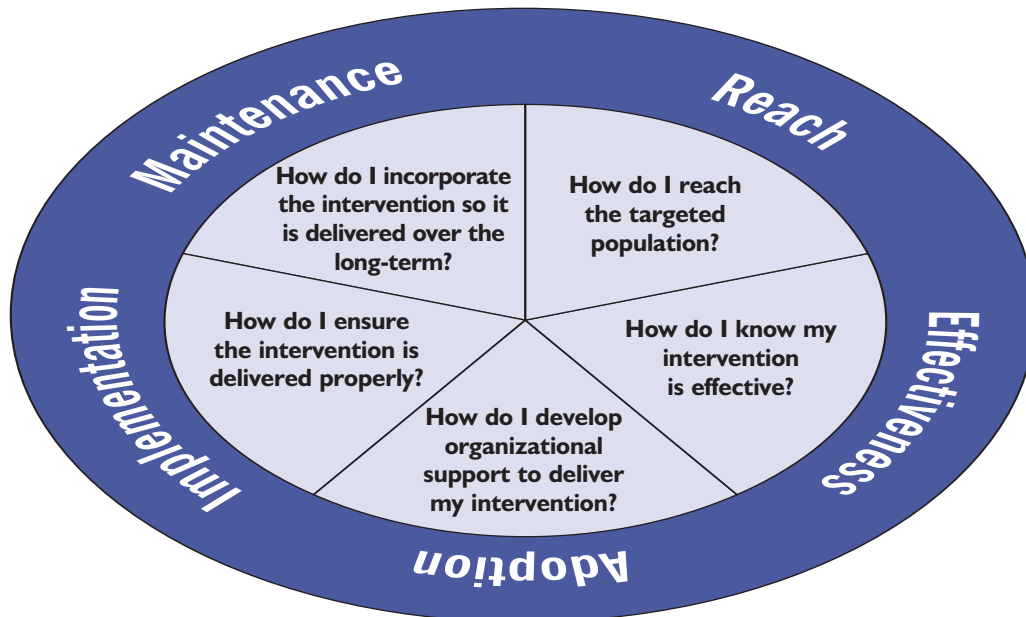 Reach
How do I reach
the targeted
population?
Effectiveness
How do I know my
intervention
is effective?
Adoption
How do I develop
organizational
support to deliver
my intervention?
Implementation
How do I ensure
the intervention is
delivered properly?
Maintenance
How do I incorporate
the intervention so it
is delivered over the
long-term?